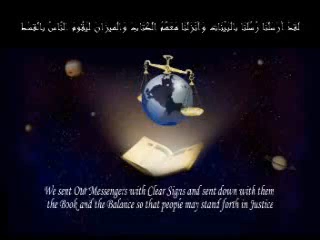 لقد أرسلنا رسلنا بالبينات وأنزلنا معهم الكتاب والميزان ليقوم الناس بالقسط
We sent Our Messengers with Clear Signs and sent down with them
the Book and the Balance so that people may stand forth in Justice